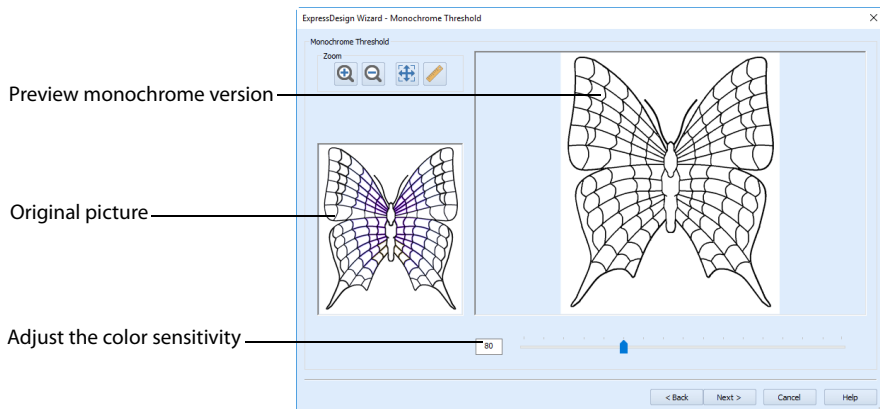 ExpressDesign Wizard - Monochrome Threshold
Monochrome Threshold
Zoom
Preview monochrome version
Original picture
Adjust the color sensitivity
80
< Back
Next >
Cancel
Help